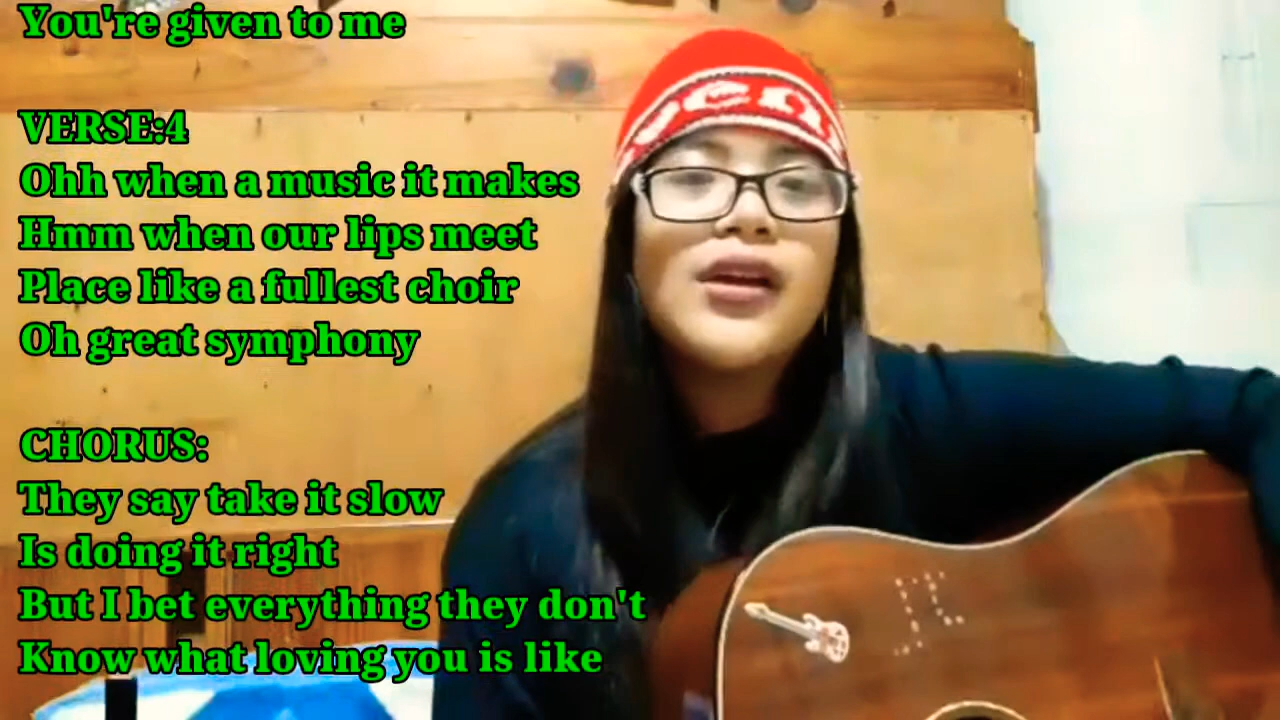 You're given to me
VERSE:4
Ohh when a music it makes
Hmm when our lips meet
Place like a fullest choir
Oh great symphony
CHORUS:
They say take it slow
Is doing it right
But I bet everything they don't
Know what loving you is like